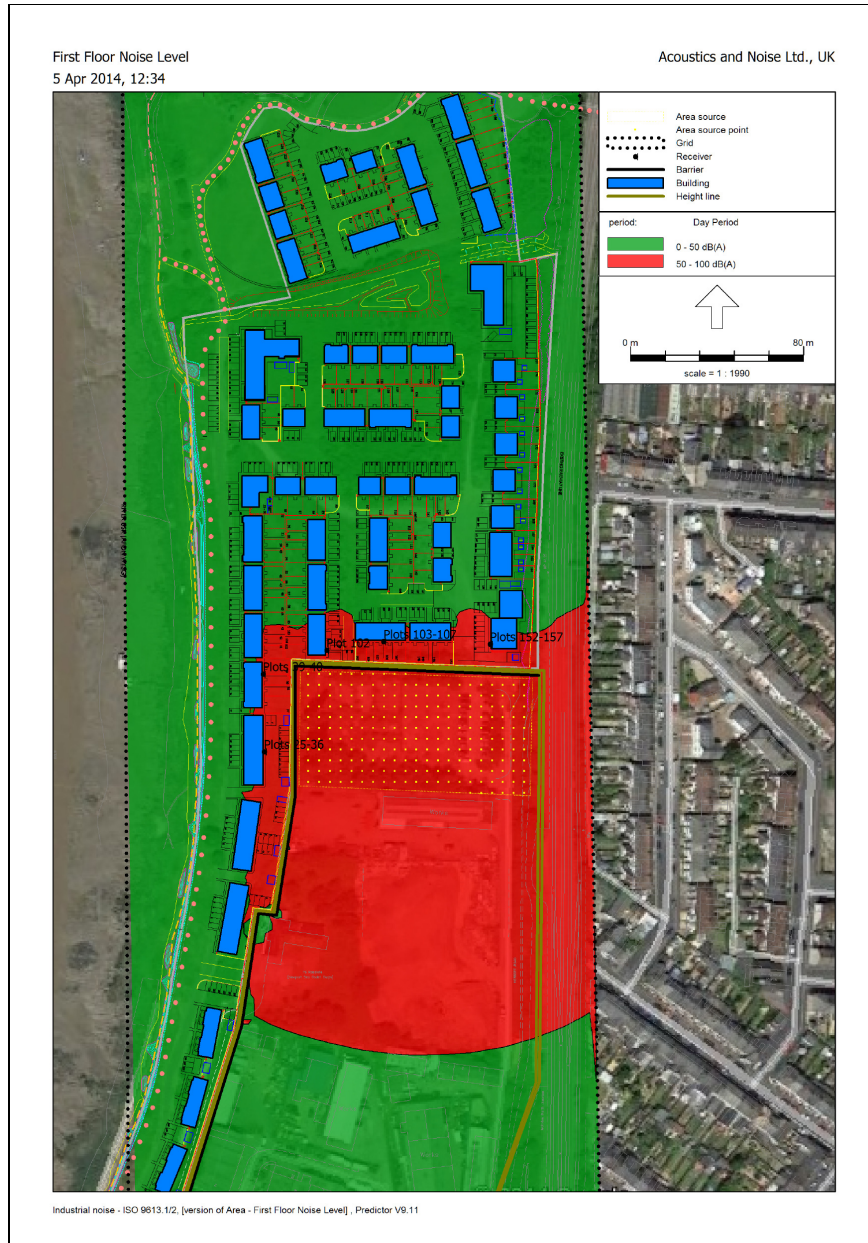 First Floor Noise Level
Acoustics and Noise Ltd., UK
5 Apr 2014, 12:34
Area source
Area source point
Grid
Receiver
Barrier
Building
Height line
period: Day Period
0 - 50 dB(A)
50 - 100 dB(A)
0 m 80 m
scale = 1 : 1990
Plots 103-107
Plots 152-157
Plot 102
Plots 25-36
Industrial noise - ISO 9613.1/2, [version of Area - First Floor Noise Level] , Predictor V9.11